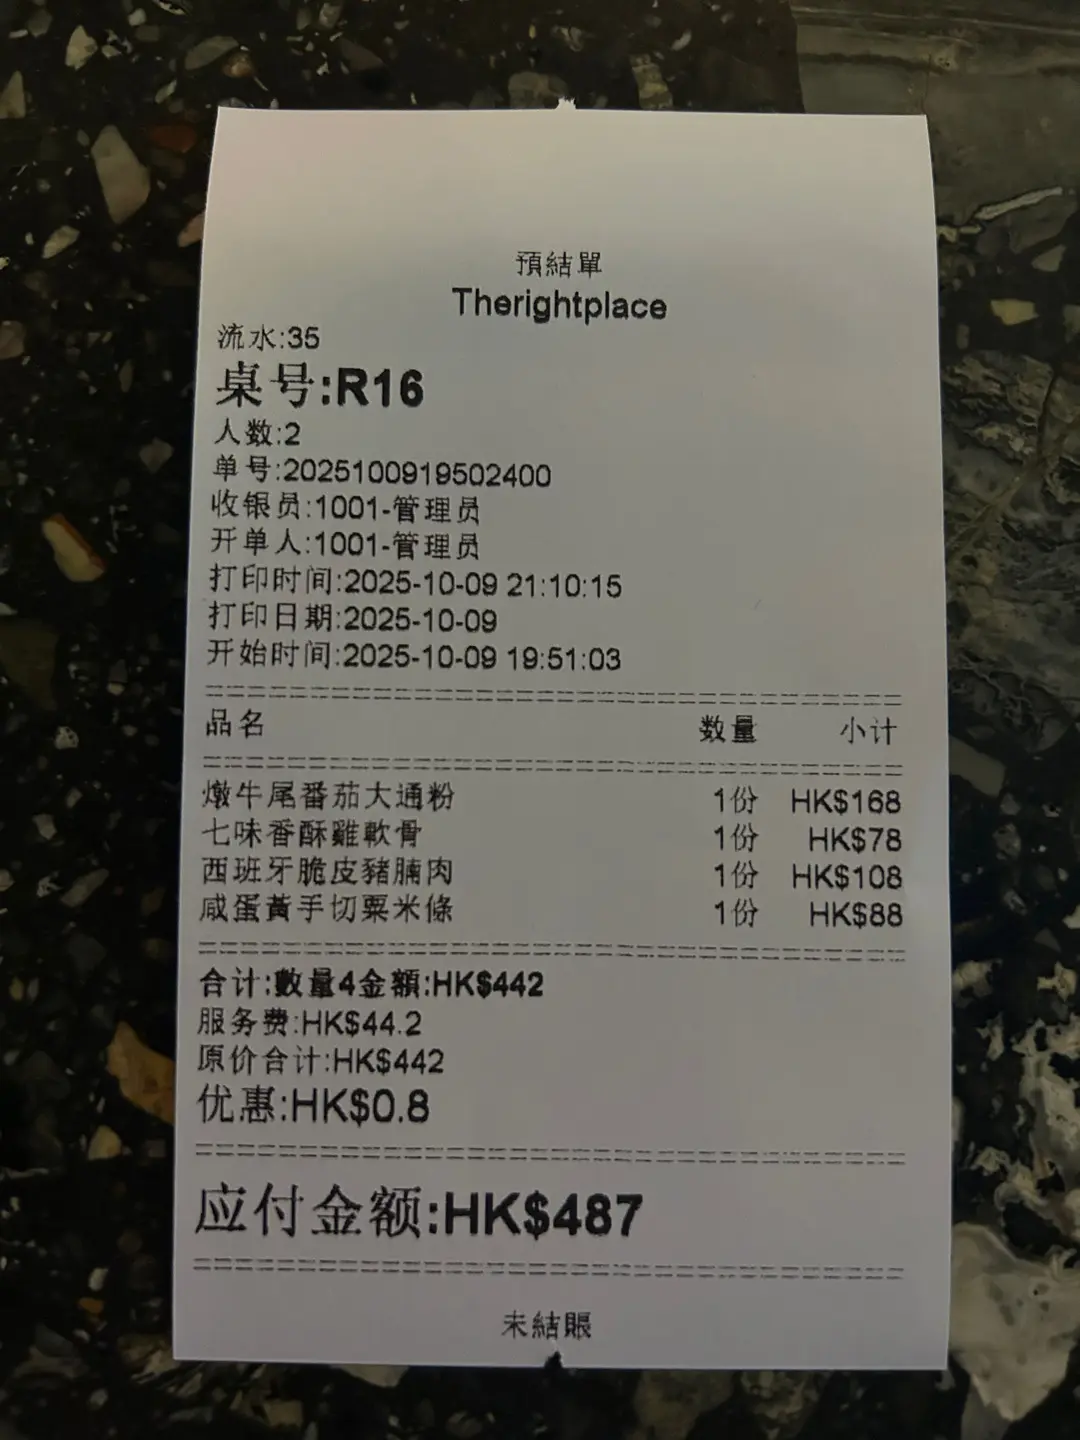 預結單
Therightplace
流水:35
桌号:R16
人数:2
单号:2025100919502400
收银员:1001-管理员
开单人:1001-管理员
打印时间:2025-10-09 21:10:15
打印日期:2025-10-09
开始时间:2025-10-09 19:51:03
品名 数量 小计
燉牛尾番茄大通粉 1份 HK$168
七味香酥雞軟骨 1份 HK$78
西班牙脆皮豬腩肉 1份 HK$108
咸蛋黃手切粟米條 1份 HK$88
合计:數量4金額:HK$442
服务费:HK$44.2
原价合计:HK$442
优惠:HK$0.8
应付金额:HK$487
未結賬